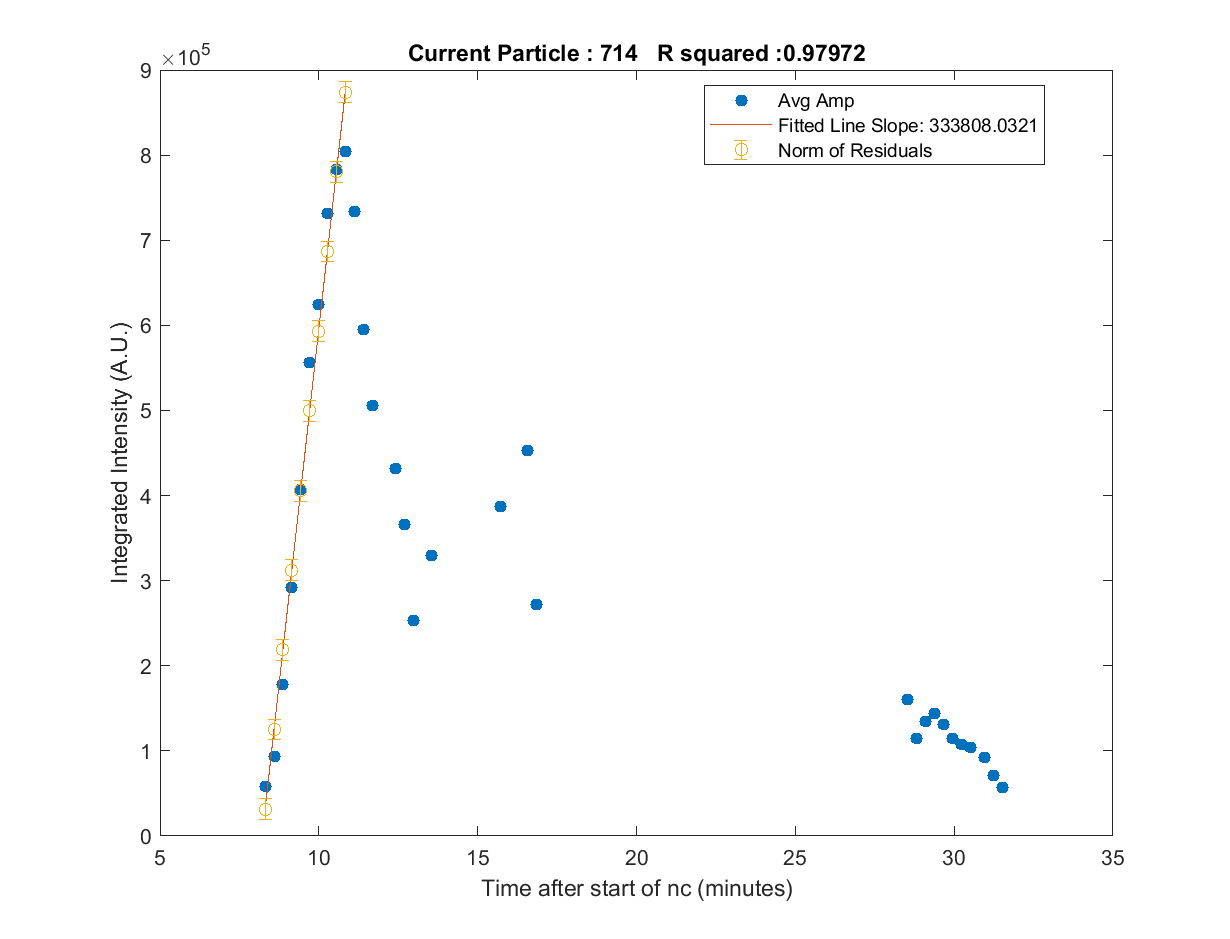 Current Particle : 714   R squared :0.97972
×10^5
9
8
7
6
5
4
3
2
1
0
5 10 15 20 25 30 35
Integrated Intensity (A.U.)
Time after start of nc (minutes)
Avg Amp
Fitted Line Slope: 333808.0321
Norm of Residuals